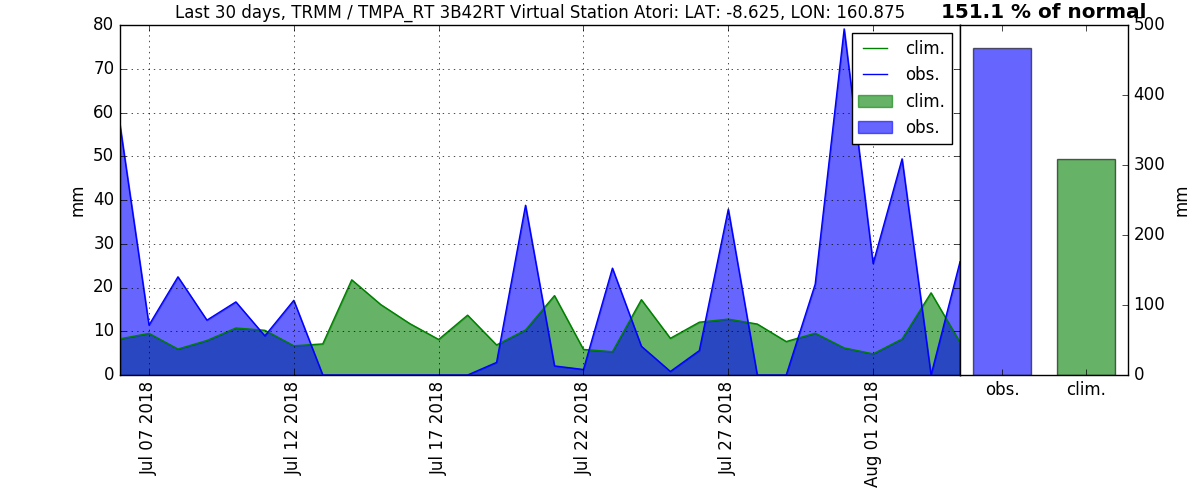 Last 30 days, TRMM / TMPA_RT 3B42RT Virtual Station Atori: LAT: -8.625, LON: 160.875
151.1 % of normal
80
70
60
50
40
30
20
10
0
mm
clim.
obs.
clim.
obs.
500
400
300
200
100
0
mm
obs.
clim.
Jul 07 2018
Jul 12 2018
Jul 17 2018
Jul 22 2018
Jul 27 2018
Aug 01 2018